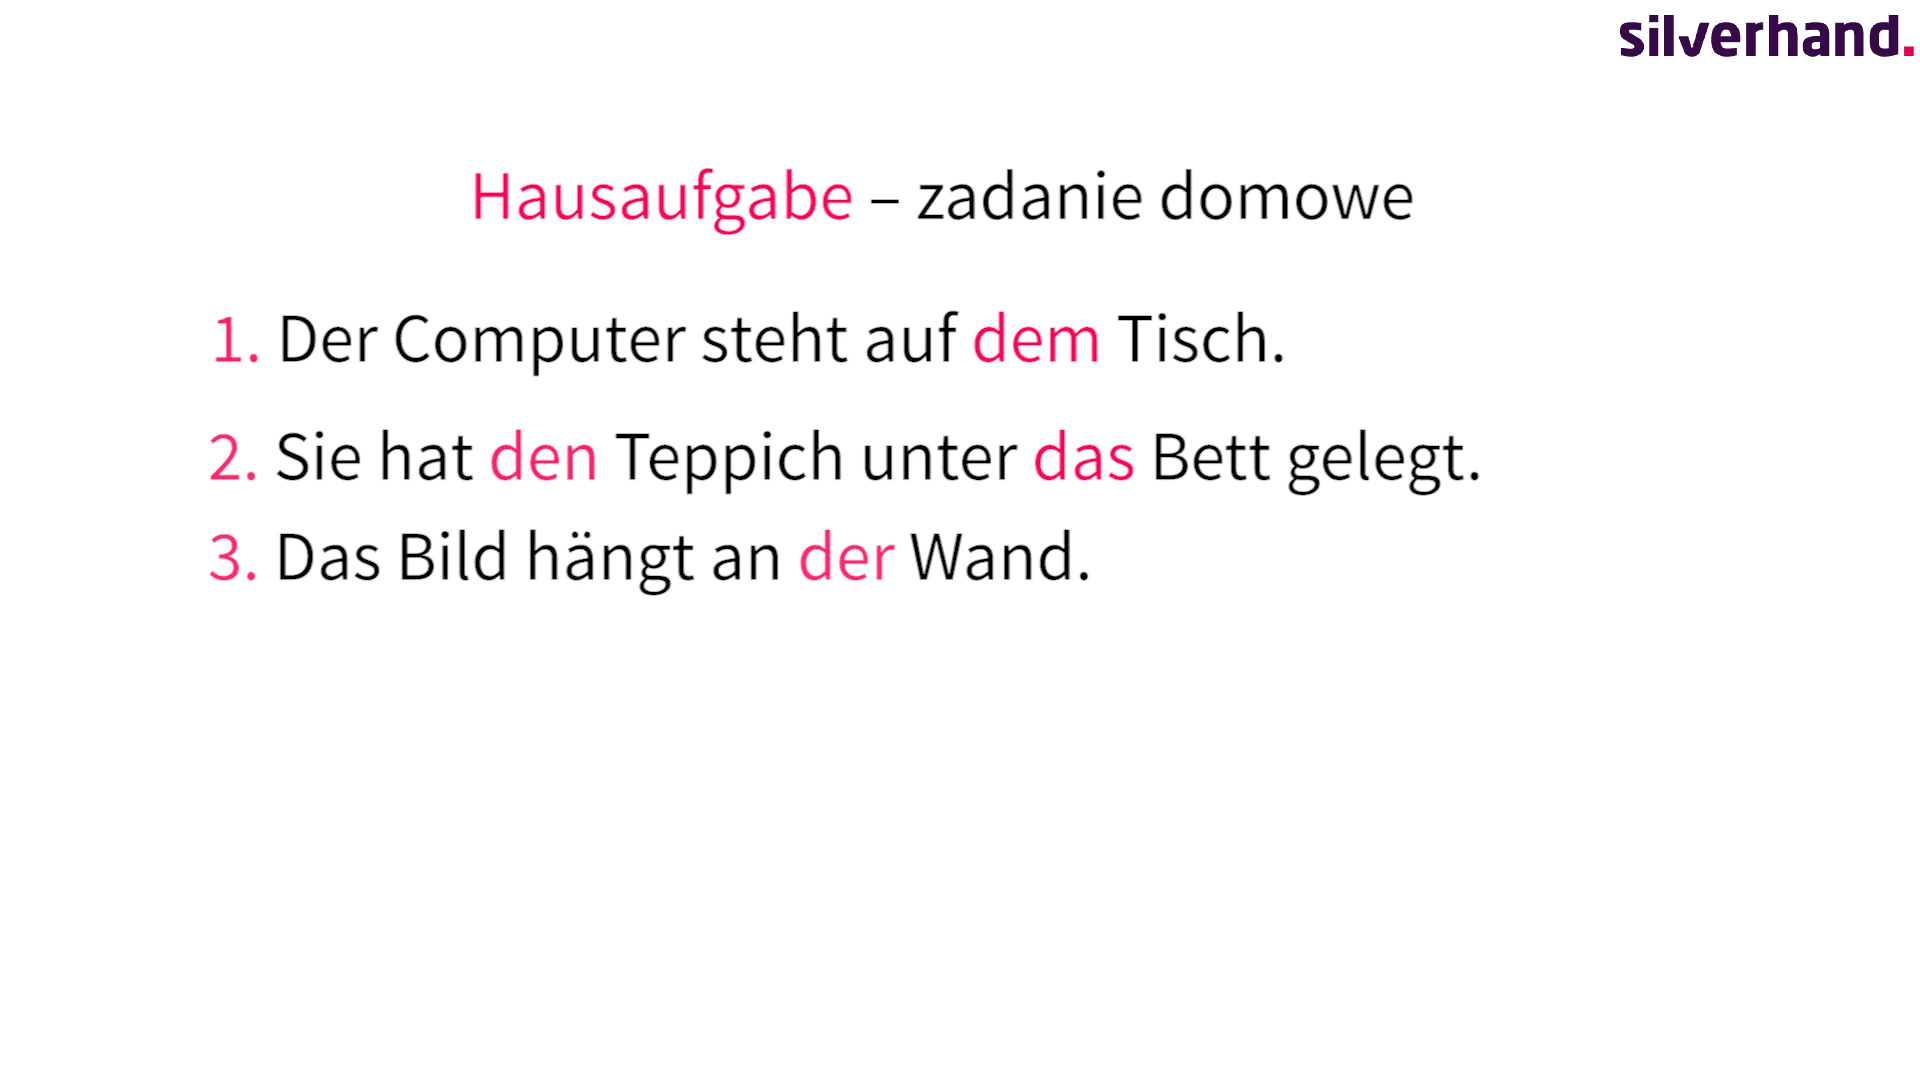 silverhand.
Hausaufgabe – zadanie domowe
1. Der Computer steht auf dem Tisch.
2. Sie hat den Teppich unter das Bett gelegt.
3. Das Bild hängt an der Wand.